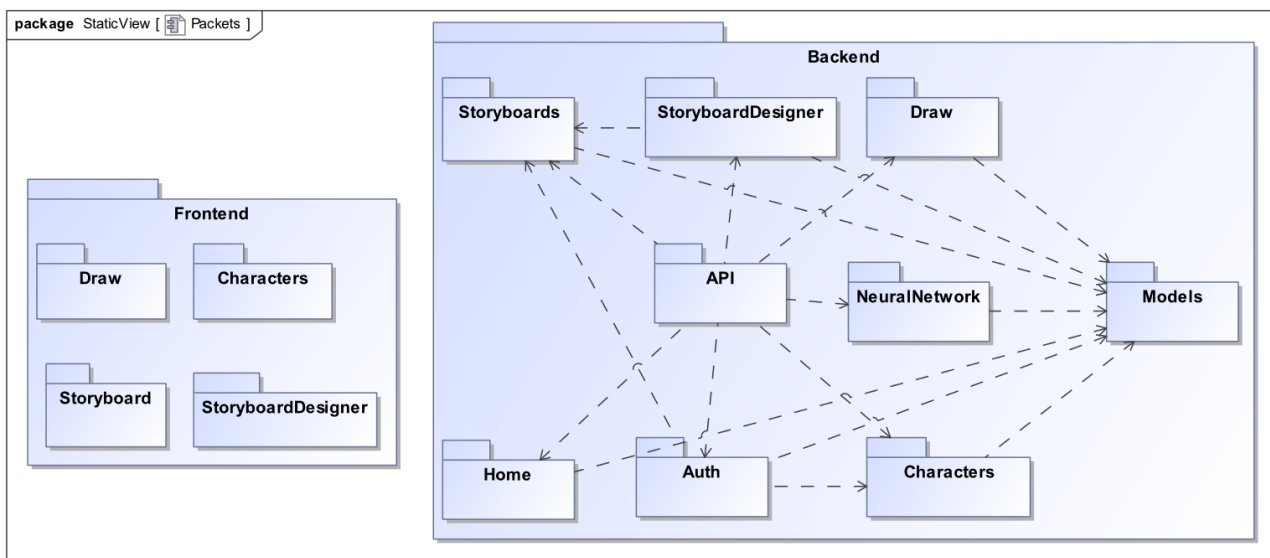 package StaticView [ Packets ]
Backend
Storyboards
StoryboardDesigner
Draw
Frontend
Draw
Characters
API
NeuralNetwork
Models
Storyboard
StoryboardDesigner
Home
Auth
Characters